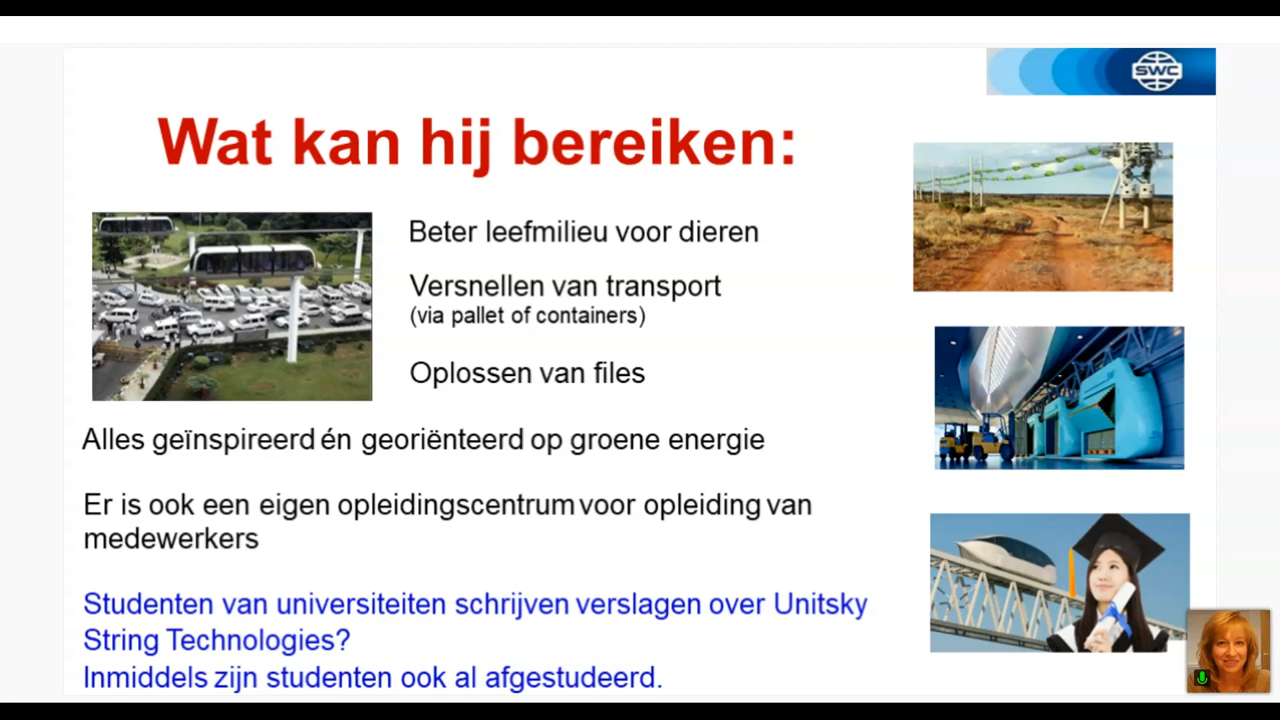 SWC
Wat kan hij bereiken:
Beter leefmilieu voor dieren
Versnellen van transport
(via pallet of containers)
Oplossen van files
Alles geïnspireerd én georiënteerd op groene energie
Er is ook een eigen opleidingscentrum voor opleiding van
medewerkers
Studenten van universiteiten schrijven verslagen over Unitsky
String Technologies?
Inmiddels zijn studenten ook al afgestudeerd.